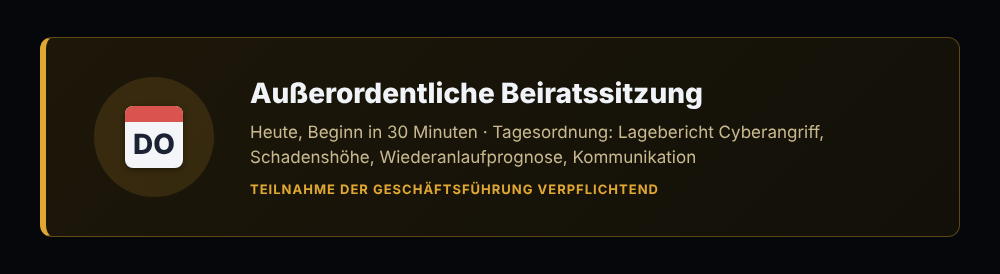 DO
Außerordentliche Beiratssitzung
Heute, Beginn in 30 Minuten · Tagesordnung: Lagebericht Cyberangriff,
Schadenshöhe, Wiederanlaufprognose, Kommunikation
TEILNAHME DER GESCHÄFTSFÜHRUNG VERPFLICHTEND